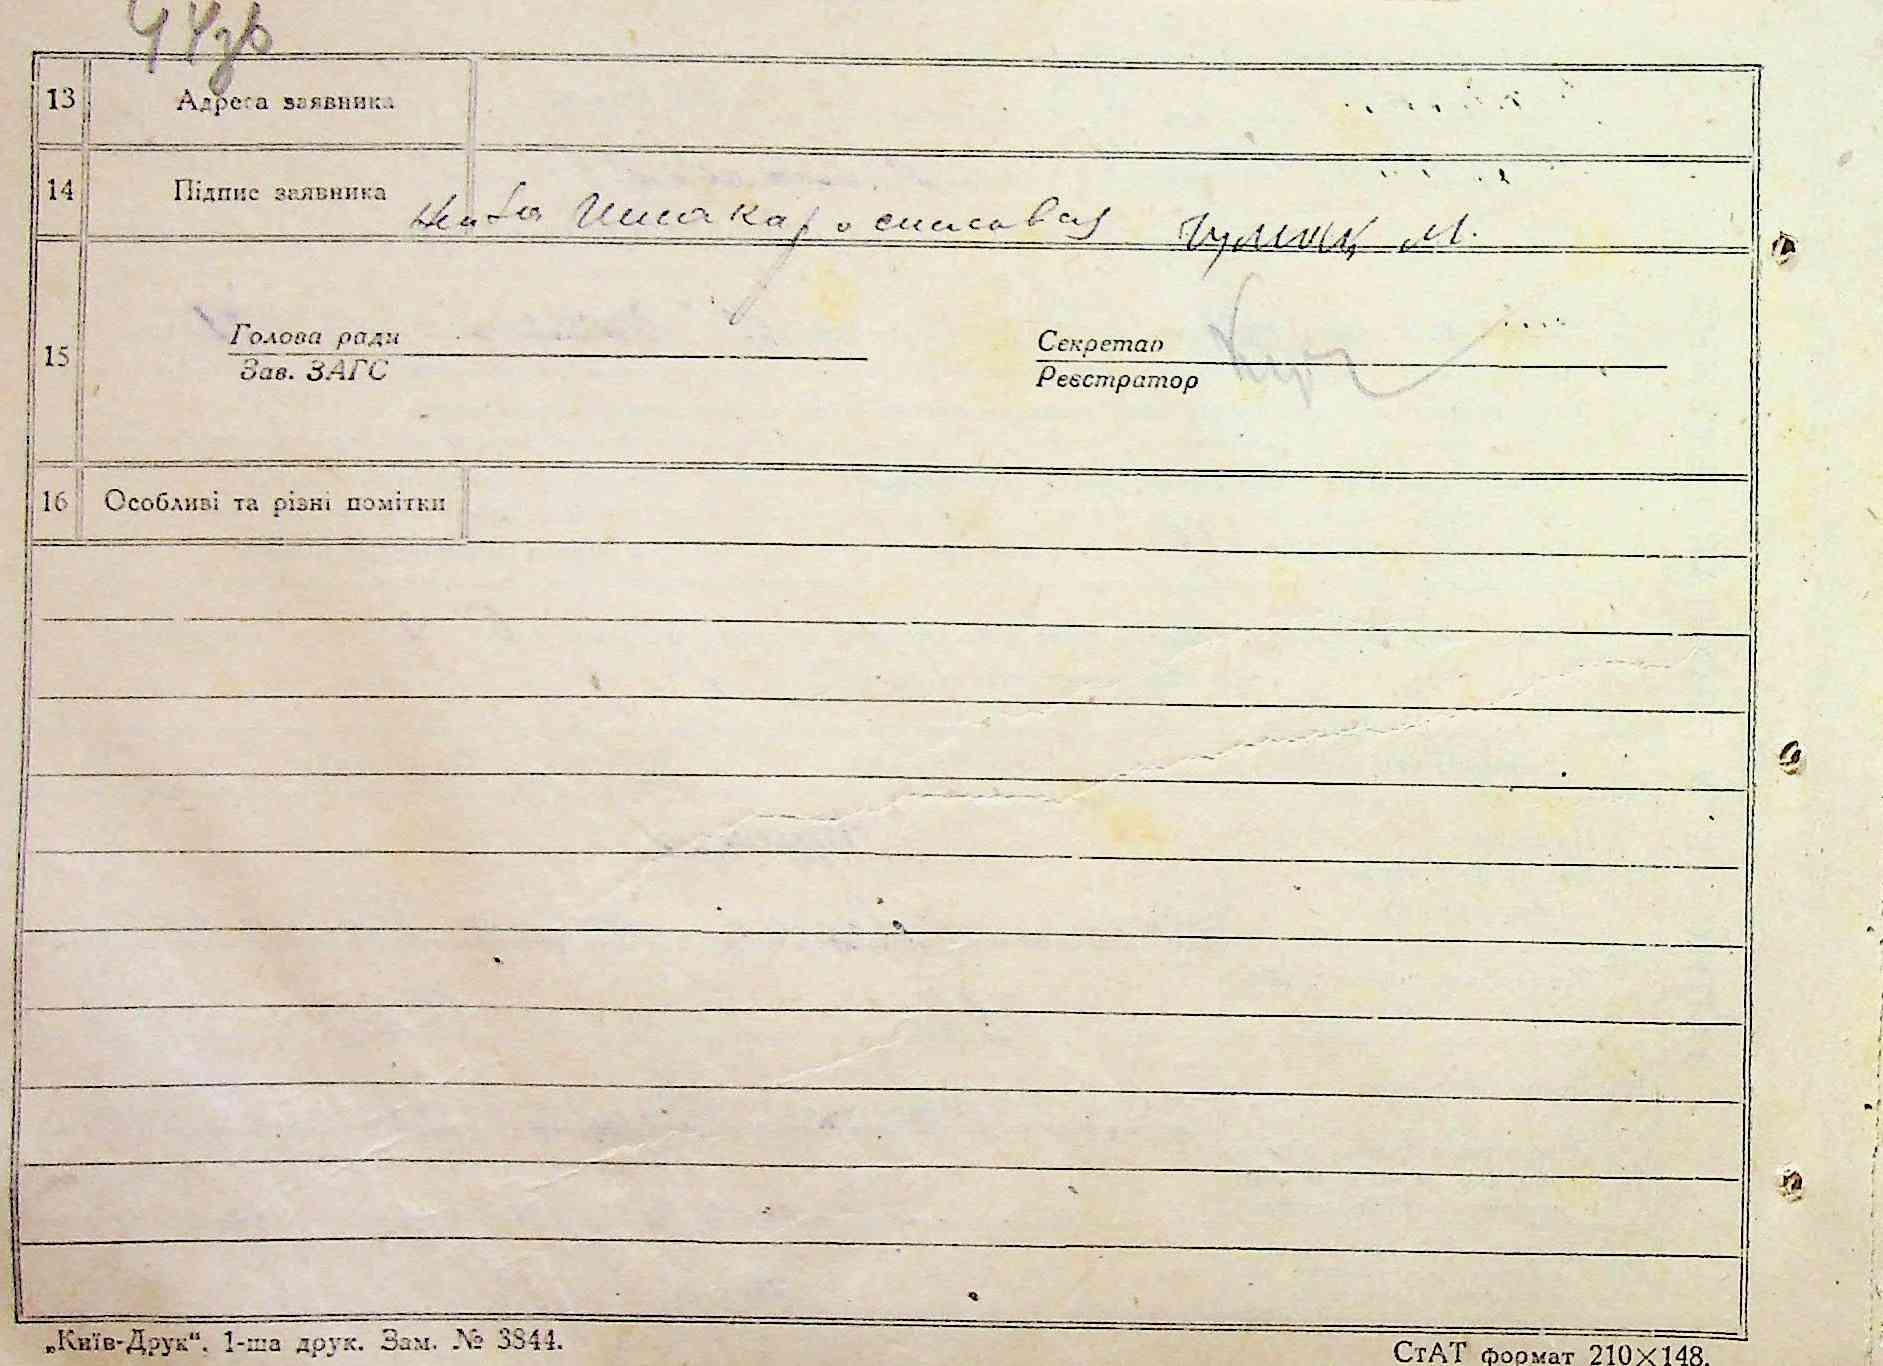 44зв
13 Адреса заявника
14 Підпис заявника
15 Голова ради Секретар
Зав. ЗАГС Реєстратор
16 Особливі та різні помітки
„Київ-Друк“. 1-ша друк. Зам. № 3844. СтАТ формат 210×148.